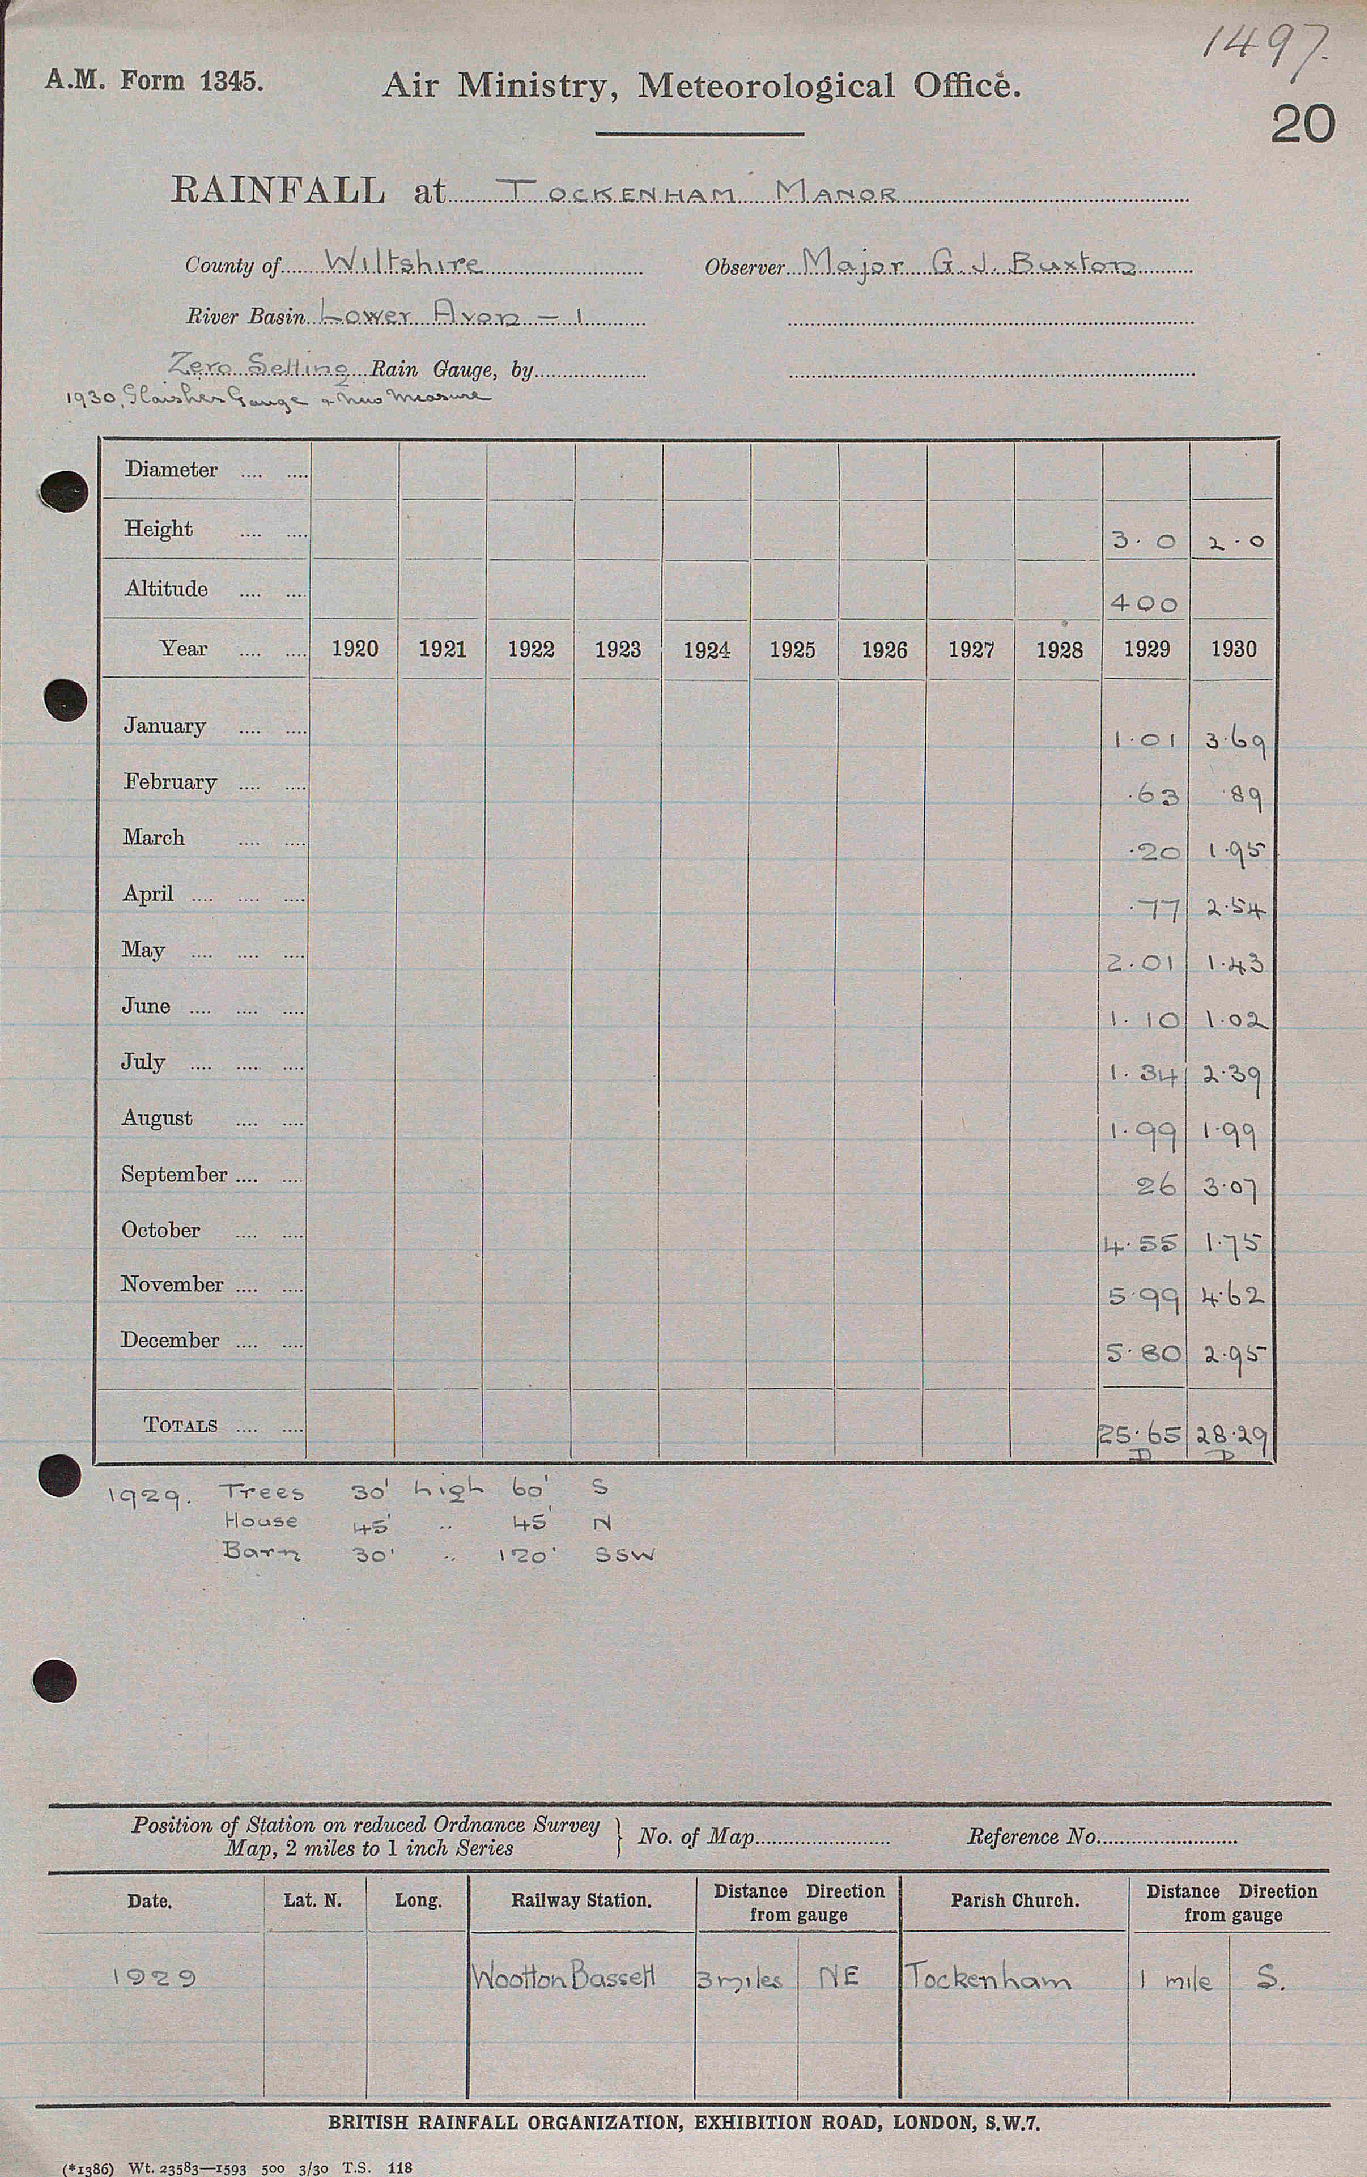 1497.
A.M. Form 1345. Air Ministry, Meteorological Office.
20
RAINFALL at TOCKENHAM MANOR
County of Wiltshire Observer Major G. J. Buxton
River Basin Lower Avon – 1
Zero Setting Rain Gauge, by
1930, Glaisher Gauge & New Measure
Diameter
Height 3.0 2.0
Altitude 400
Year 1920 1921 1922 1923 1924 1925 1926 1927 1928 1929 1930
January 1.01 3.69
February .63 .89
March .20 1.95
April .77 2.54
May 2.01 1.43
June 1.10 1.02
July 1.34 2.39
August 1.99 1.99
September 26 3.07
October 4.55 1.75
November 5.99 4.62
December 5.80 2.95
TOTALS 25.65 28.29
D D
1929. Trees 30' high 60' S
House 45' " 45' N
Barn 30' " 120' SSW
Position of Station on reduced Ordnance Survey
Map, 2 miles to 1 inch Series } No. of Map Reference No.
Date. Lat. N. Long. Railway Station. Distance Direction from gauge Parish Church. Distance Direction from gauge
1929 Wootton Bassett 3 miles NE Tockenham 1 mile S.
BRITISH RAINFALL ORGANIZATION, EXHIBITION ROAD, LONDON, S.W.7.
(*1386) Wt. 23583—1593 500 3/30 T.S. 118